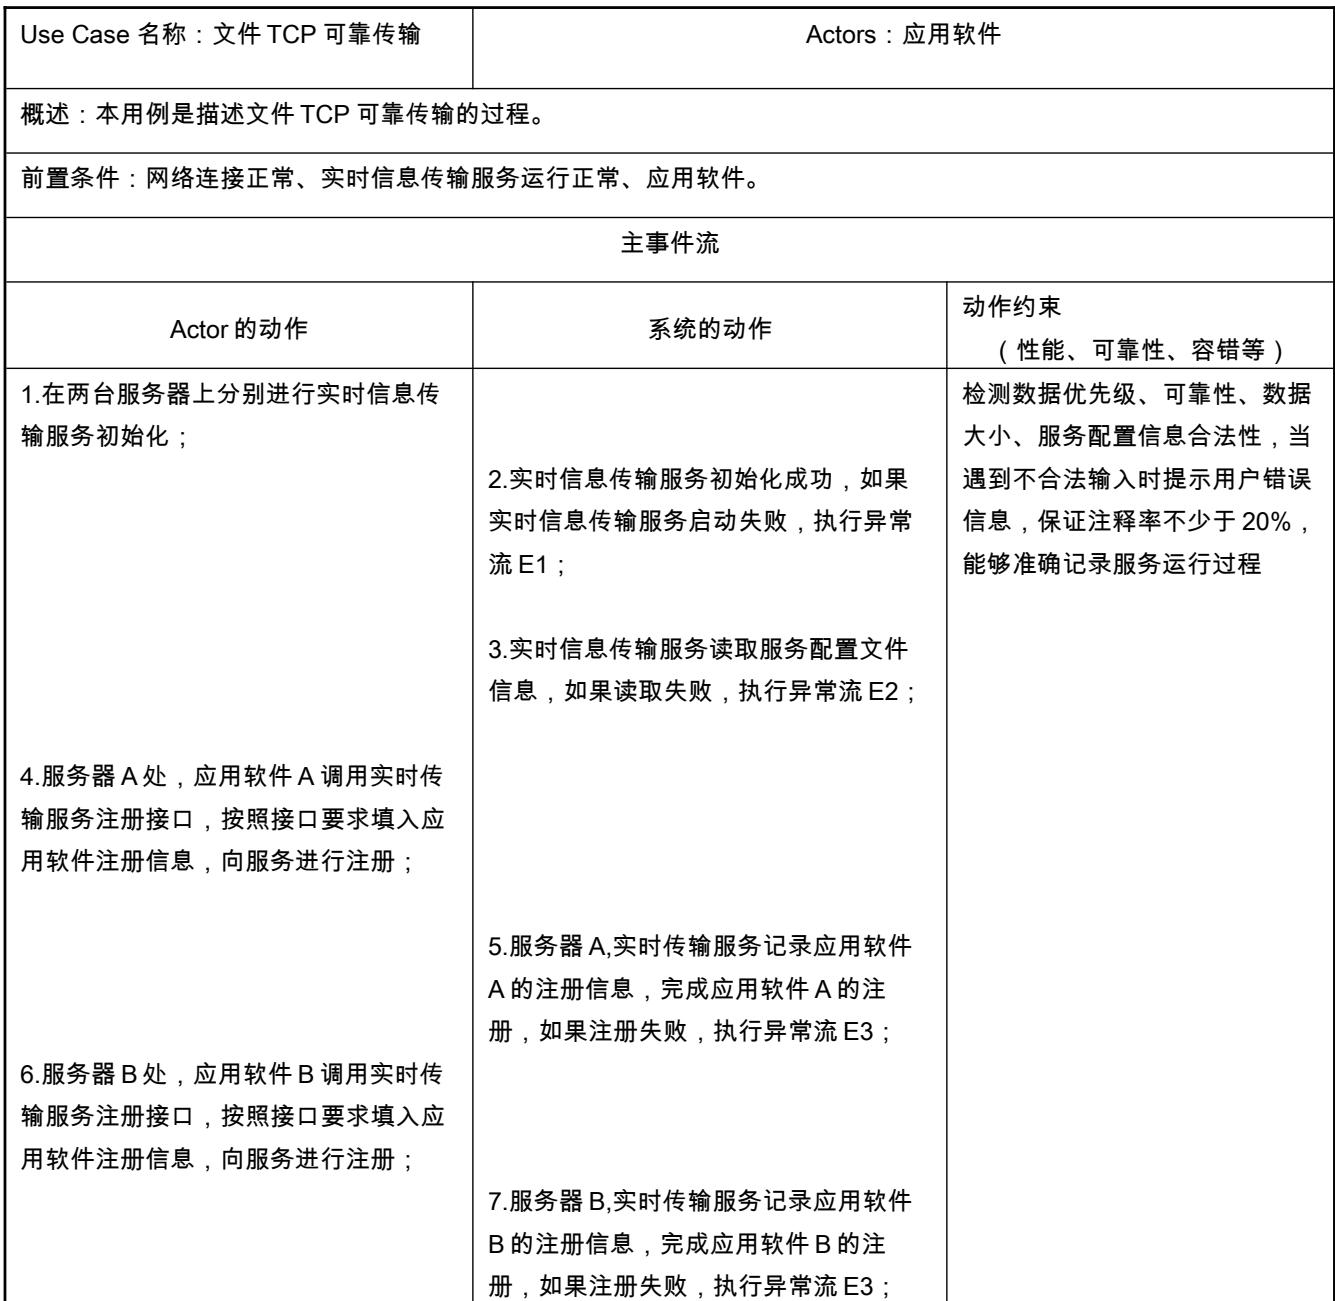 Use Case 名称：文件 TCP 可靠传输
Actors：应用软件
概述：本用例是描述文件 TCP 可靠传输的过程。
前置条件：网络连接正常、实时信息传输服务运行正常、应用软件。
主事件流
Actor 的动作
系统的动作
动作约束
（性能、可靠性、容错等）
1.在两台服务器上分别进行实时信息传
输服务初始化；
2.实时信息传输服务初始化成功，如果
实时信息传输服务启动失败，执行异常
流 E1；
3.实时信息传输服务读取服务配置文件
信息，如果读取失败，执行异常流 E2；
4.服务器 A 处，应用软件 A 调用实时传
输服务注册接口，按照接口要求填入应
用软件注册信息，向服务进行注册；
5.服务器 A,实时传输服务记录应用软件
A 的注册信息，完成应用软件 A 的注
册，如果注册失败，执行异常流 E3；
6.服务器 B 处，应用软件 B 调用实时传
输服务注册接口，按照接口要求填入应
用软件注册信息，向服务进行注册；
7.服务器 B,实时传输服务记录应用软件
B 的注册信息，完成应用软件 B 的注
册，如果注册失败，执行异常流 E3；
检测数据优先级、可靠性、数据
大小、服务配置信息合法性，当
遇到不合法输入时提示用户错误
信息，保证注释率不少于 20%，
能够准确记录服务运行过程